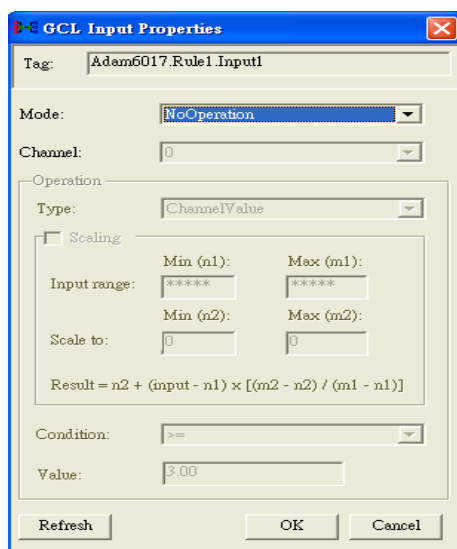 GCL Input Properties
Tag: Adam6017.Rule1.Input1
Mode: NoOperation
Channel: 0
Operation
Type: ChannelValue
Scaling
Min (n1): Max (m1):
Input range: ***** *****
Min (n2): Max (m2):
Scale to: 0 0
Result = n2 + (input - n1) x [(m2 - n2) / (m1 - n1)]
Condition: >=
Value: 3.00
Refresh OK Cancel